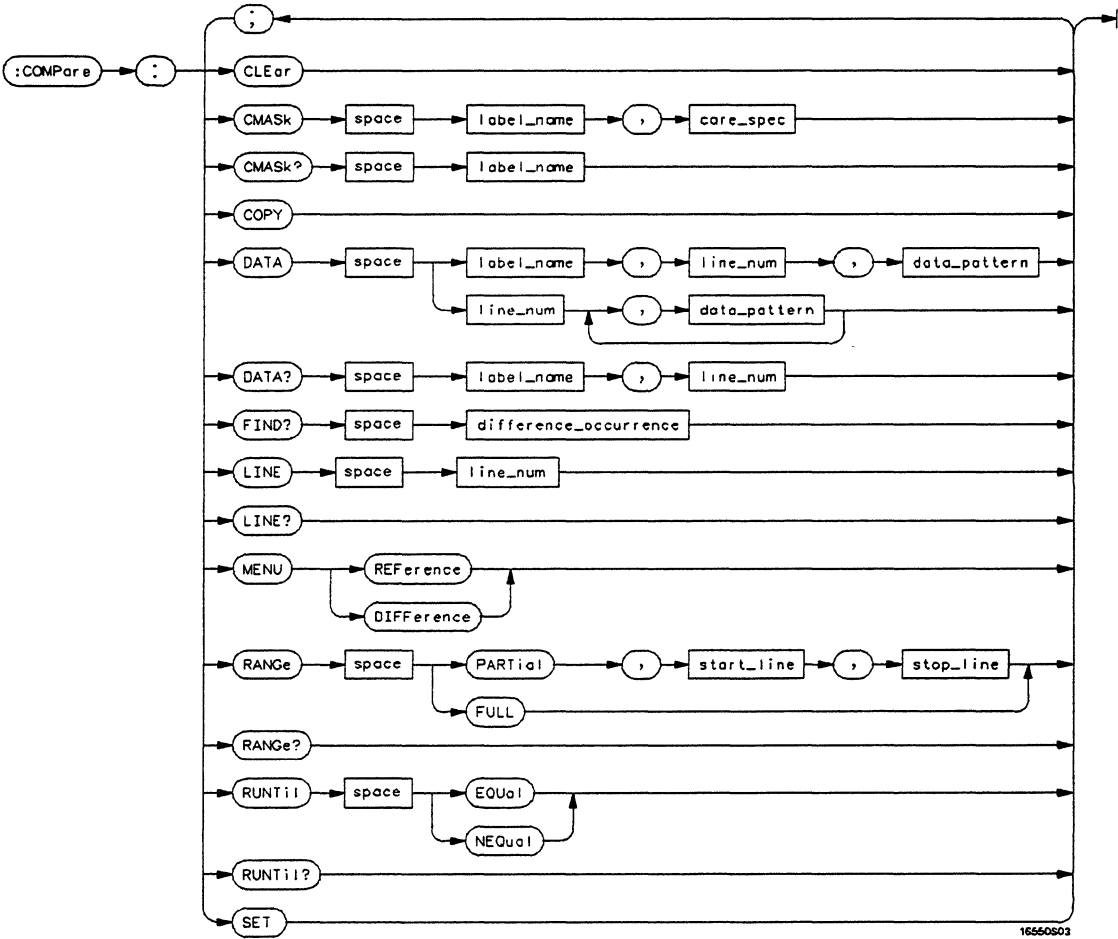 ;
:COMPare : CLEar
CMASk space label_name , care_spec
CMASk? space label_name
COPY
DATA space label_name , line_num , data_pattern
line_num , data_pattern
DATA? space label_name , line_num
FIND? space difference_occurrence
LINE space line_num
LINE?
MENU REFerence
DIFFerence
RANGe space PARTial , start_line , stop_line
FULL
RANGe?
RUNTil space EQUal
NEQual
RUNTil?
SET
16550S03